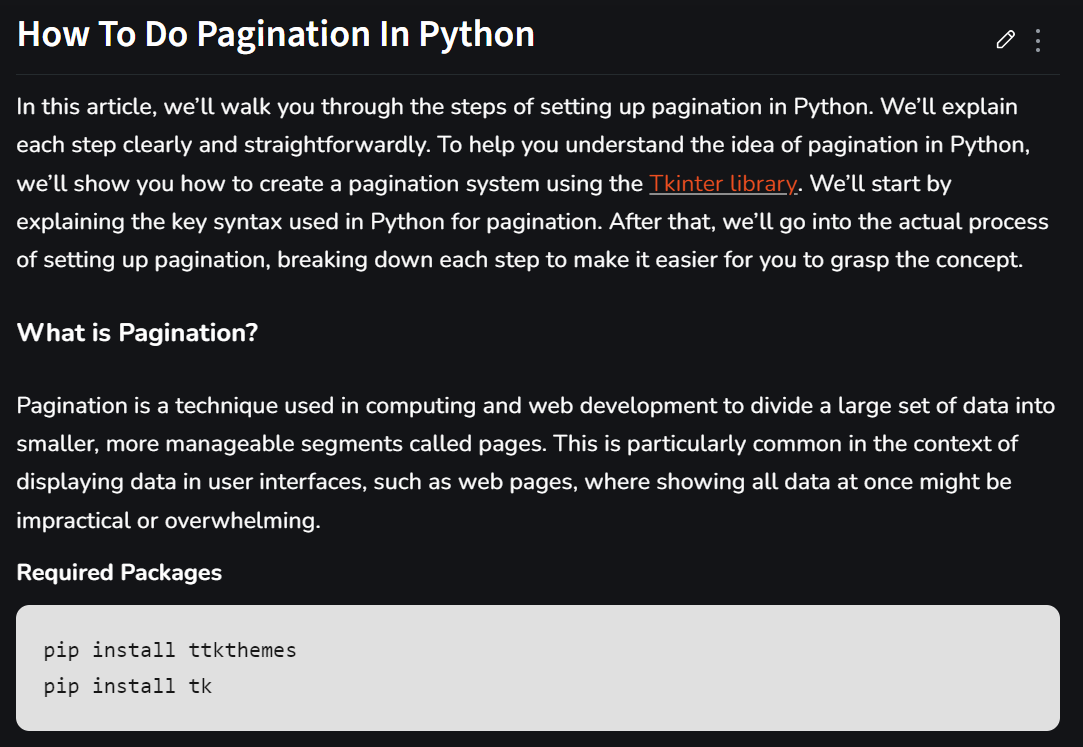 How To Do Pagination In Python
In this article, we’ll walk you through the steps of setting up pagination in Python. We’ll explain
each step clearly and straightforwardly. To help you understand the idea of pagination in Python,
we’ll show you how to create a pagination system using the Tkinter library. We’ll start by
explaining the key syntax used in Python for pagination. After that, we’ll go into the actual process
of setting up pagination, breaking down each step to make it easier for you to grasp the concept.
What is Pagination?
Pagination is a technique used in computing and web development to divide a large set of data into
smaller, more manageable segments called pages. This is particularly common in the context of
displaying data in user interfaces, such as web pages, where showing all data at once might be
impractical or overwhelming.
Required Packages
pip install ttkthemes
pip install tk